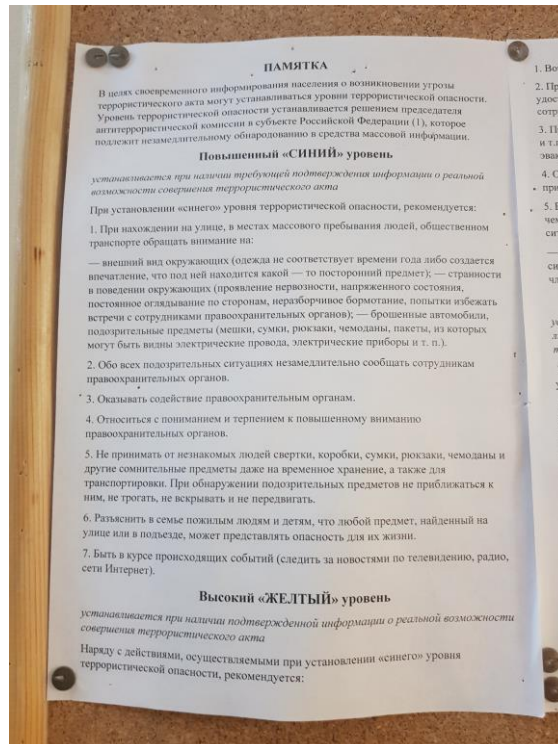 ПАМЯТКА
В целях своевременного информирования населения о возникновении угрозы
террористического акта могут устанавливаться уровни террористической опасности.
Уровень террористической опасности устанавливается решением председателя
антитеррористической комиссии в субъекте Российской Федерации (1), которое
подлежит незамедлительному обнародованию в средства массовой информации.
Повышенный «СИНИЙ» уровень
устанавливается при наличии требующей подтверждения информации о реальной
возможности совершения террористического акта
При установлении «синего» уровня террористической опасности, рекомендуется:
1. При нахождении на улице, в местах массового пребывания людей, общественном
транспорте обращать внимание на:
— внешний вид окружающих (одежда не соответствует времени года либо создается
впечатление, что под ней находится какой — то посторонний предмет); — странности
в поведении окружающих (проявление нервозности, напряженного состояния,
постоянное оглядывание по сторонам, неразборчивое бормотание, попытки избежать
встречи с сотрудниками правоохранительных органов); — брошенные автомобили,
подозрительные предметы (мешки, сумки, рюкзаки, чемоданы, пакеты, из которых
могут быть видны электрические провода, электрические приборы и т. п.).
2. Обо всех подозрительных ситуациях незамедлительно сообщать сотрудникам
правоохранительных органов.
3. Оказывать содействие правоохранительным органам.
4. Относиться с пониманием и терпением к повышенному вниманию
правоохранительных органов.
5. Не принимать от незнакомых людей свертки, коробки, сумки, рюкзаки, чемоданы и
другие сомнительные предметы даже на временное хранение, а также для
транспортировки. При обнаружении подозрительных предметов не приближаться к
ним, не трогать, не вскрывать и не передвигать.
6. Разъяснить в семье пожилым людям и детям, что любой предмет, найденный на
улице или в подъезде, может представлять опасность для их жизни.
7. Быть в курсе происходящих событий (следить за новостями по телевидению, радио,
сети Интернет).
Высокий «ЖЕЛТЫЙ» уровень
устанавливается при наличии подтвержденной информации о реальной возможности
совершения террористического акта
Наряду с действиями, осуществляемыми при установлении «синего» уровня
террористической опасности, рекомендуется: